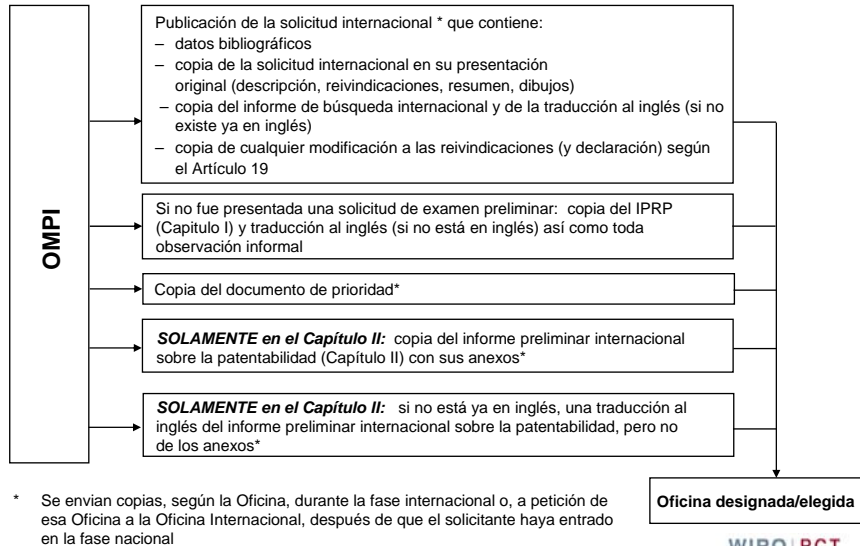 Publicación de la solicitud internacional * que contiene:
– datos bibliográficos
– copia de la solicitud internacional en su presentación
original (descripción, reivindicaciones, resumen, dibujos)
– copia del informe de búsqueda internacional y de la traducción al inglés (si no
existe ya en inglés)
– copia de cualquier modificación a las reivindicaciones (y declaración) según
el Artículo 19
OMPI
Si no fue presentada una solicitud de examen preliminar: copia del IPRP
(Capitulo I) y traducción al inglés (si no está en inglés) así como toda
observación informal
Copia del documento de prioridad*
SOLAMENTE en el Capítulo II: copia del informe preliminar internacional
sobre la patentabilidad (Capítulo II) con sus anexos*
SOLAMENTE en el Capítulo II: si no está ya en inglés, una traducción al
inglés del informe preliminar internacional sobre la patentabilidad, pero no
de los anexos*
Oficina designada/elegida
* Se envian copias, según la Oficina, durante la fase internacional o, a petición de
esa Oficina a la Oficina Internacional, después de que el solicitante haya entrado
en la fase nacional
WIPO | PCT